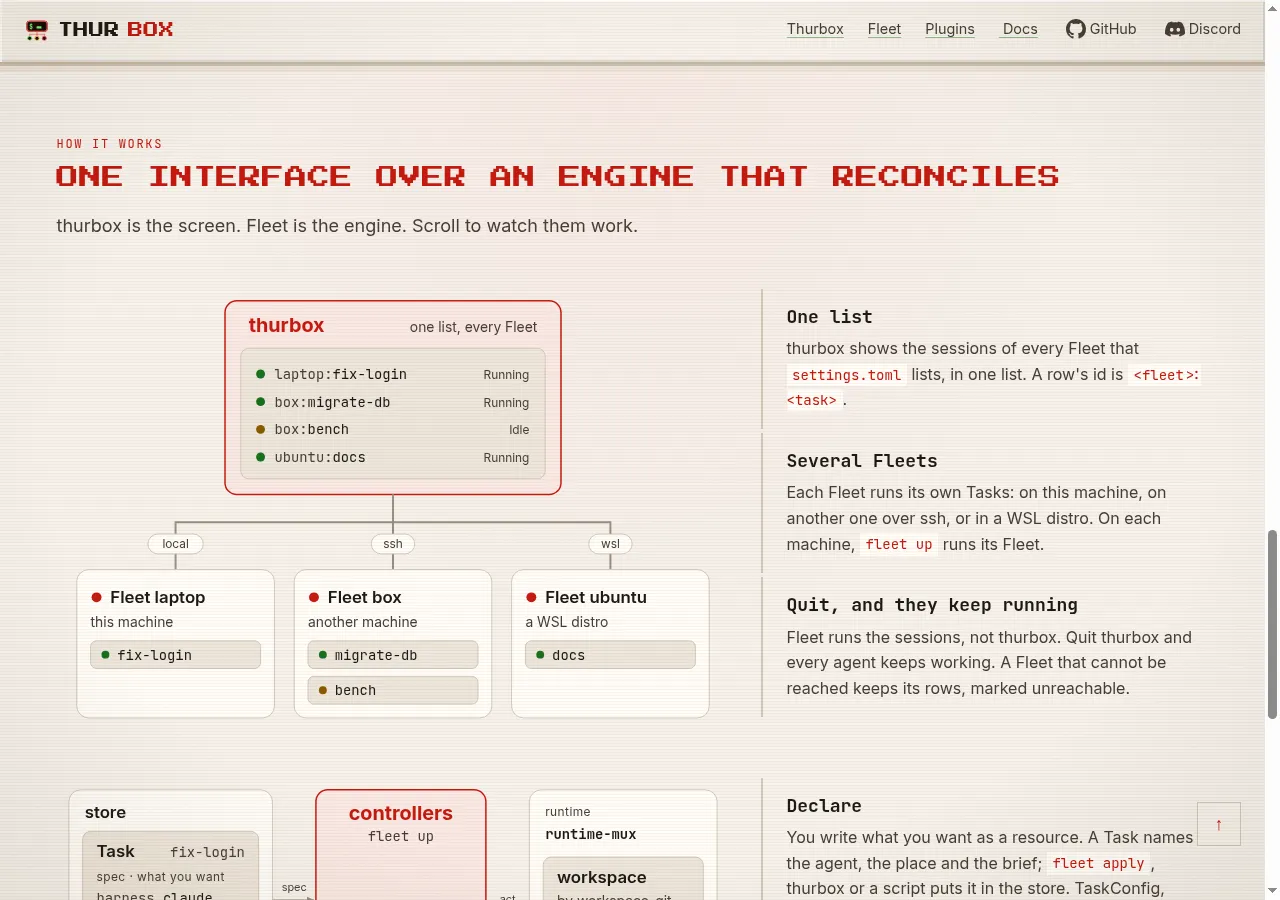 THUR BOX
Thurbox Fleet Plugins Docs GitHub Discord
HOW IT WORKS
ONE INTERFACE OVER AN ENGINE THAT RECONCILES
thurbox is the screen. Fleet is the engine. Scroll to watch them work.
thurbox one list, every Fleet
laptop:fix-login Running
box:migrate-db Running
box:bench Idle
ubuntu:docs Running
local ssh wsl
Fleet laptop
this machine
fix-login
Fleet box
another machine
migrate-db
bench
Fleet ubuntu
a WSL distro
docs
One list
thurbox shows the sessions of every Fleet that
settings.toml lists, in one list. A row's id is <fleet>:
<task> .
Several Fleets
Each Fleet runs its own Tasks: on this machine, on
another one over ssh, or in a WSL distro. On each
machine, fleet up runs its Fleet.
Quit, and they keep running
Fleet runs the sessions, not thurbox. Quit thurbox and
every agent keeps working. A Fleet that cannot be
reached keeps its rows, marked unreachable.
store
Task fix-login
spec · what you want
harness claude
spec
controllers
fleet up
act
runtime
runtime-mux
workspace
by workspace-git
Declare
You write what you want as a resource. A Task names
the agent, the place and the brief; fleet apply ,
thurbox or a script puts it in the store. TaskConfig,
↑